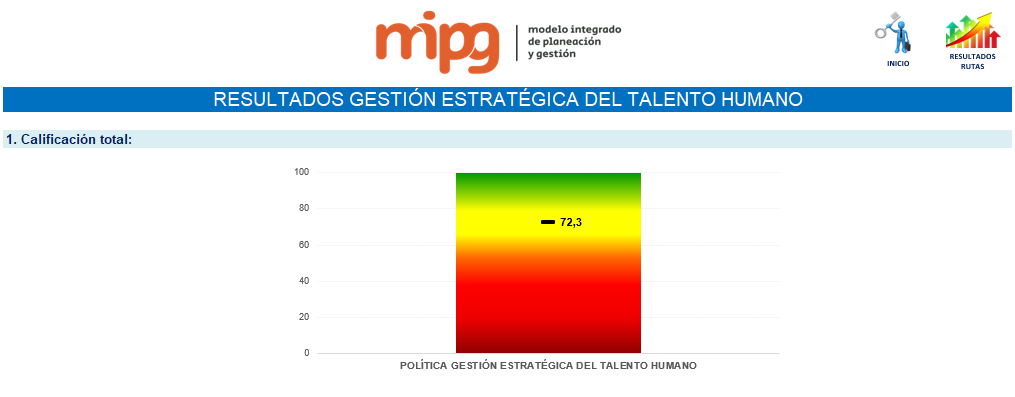 mipg
modelo integrado
de planeación
y gestión
INICIO
RESULTADOS
RUTAS
RESULTADOS GESTIÓN ESTRATÉGICA DEL TALENTO HUMANO
1. Calificación total:
100
80
72,3
60
40
20
0
POLÍTICA GESTIÓN ESTRATÉGICA DEL TALENTO HUMANO